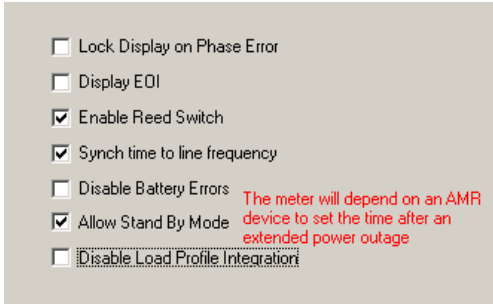 Lock Display on Phase Error
Display EOI
Enable Reed Switch
Synch time to line frequency
Disable Battery Errors
The meter will depend on an AMR
Allow Stand By Mode
device to set the time after an
extended power outage
Disable Load Profile Integration